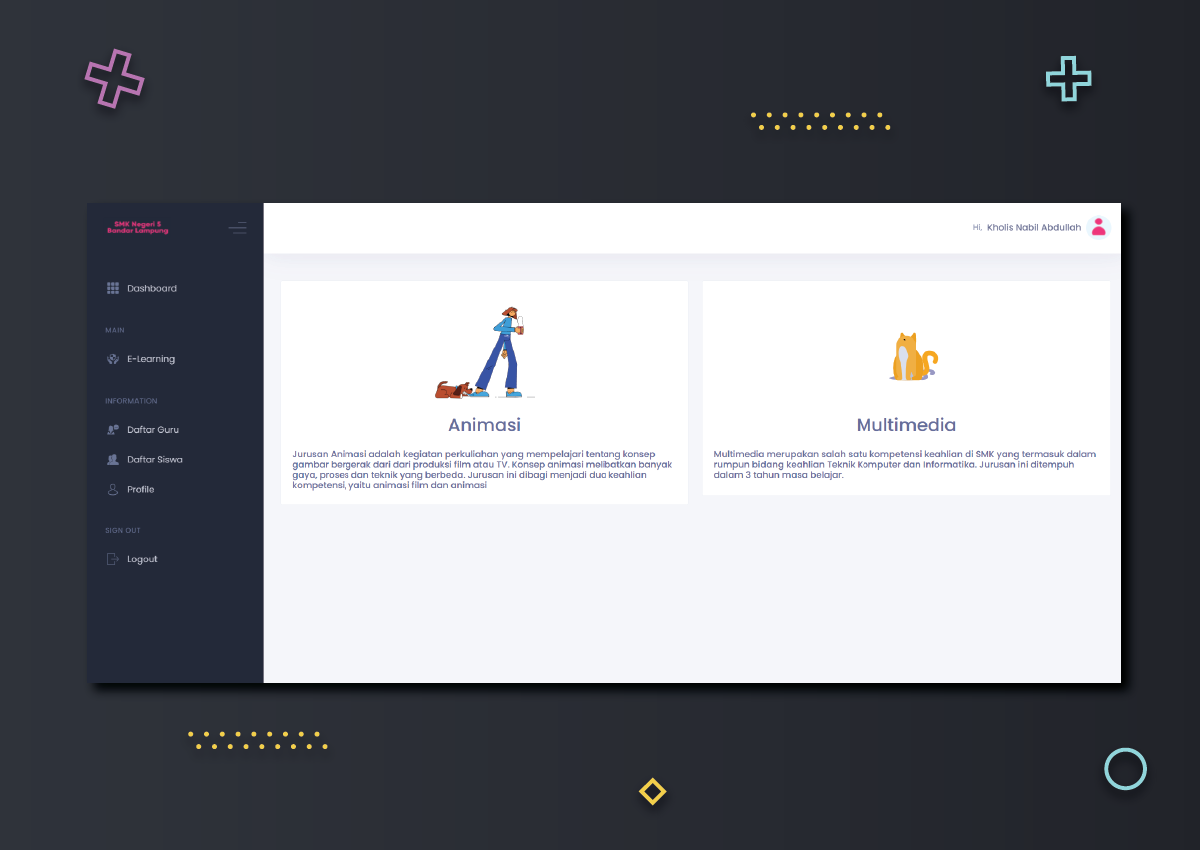 SMK Negeri 5
Bandar Lampung
Hi, Kholis Nabil Abdullah
Dashboard
MAIN
E-Learning
INFORMATION
Daftar Guru
Daftar Siswa
Profile
SIGN OUT
Logout
Animasi
Jurusan Animasi adalah kegiatan perkuliahan yang mempelajari tentang konsep
gambar bergerak dari dari produksi film atau TV. Konsep animasi melibatkan banyak
gaya, proses dan teknik yang berbeda. Jurusan ini dibagi menjadi dua keahlian
kompetensi, yaitu animasi film dan animasi
Multimedia
Multimedia merupakan salah satu kompetensi keahlian di SMK yang termasuk dalam
rumpun bidang keahlian Teknik Komputer dan Informatika. Jurusan ini ditempuh
dalam 3 tahun masa belajar.